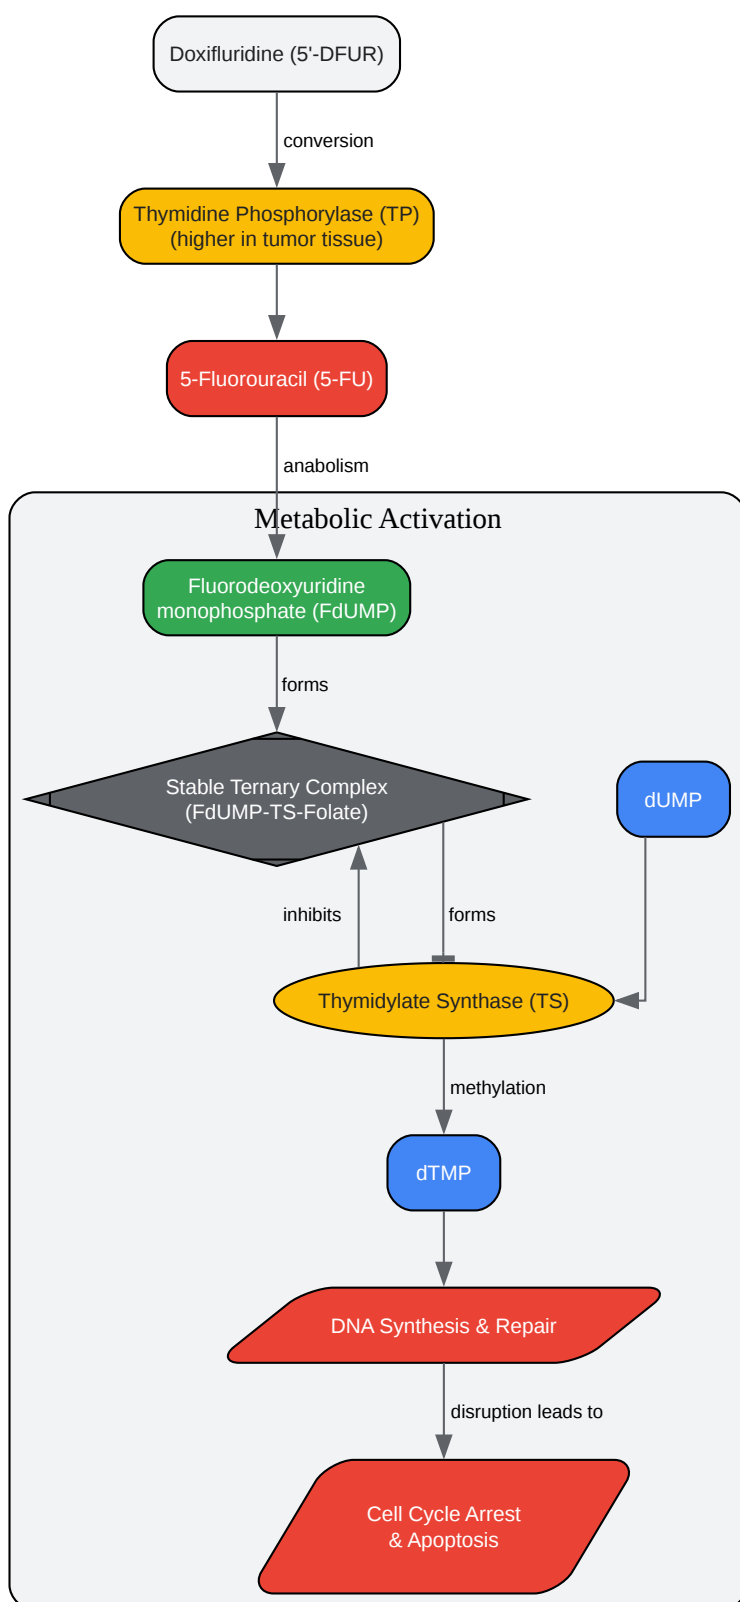 Doxifluridine (5'-DFUR)
conversion
Thymidine Phosphorylase (TP)
(higher in tumor tissue)
5-Fluorouracil (5-FU)
anabolism
Metabolic Activation
Fluorodeoxyuridine
monophosphate (FdUMP)
forms
Stable Ternary Complex
(FdUMP-TS-Folate)
dUMP
inhibits
forms
Thymidylate Synthase (TS)
methylation
dTMP
DNA Synthesis & Repair
disruption leads to
Cell Cycle Arrest
& Apoptosis